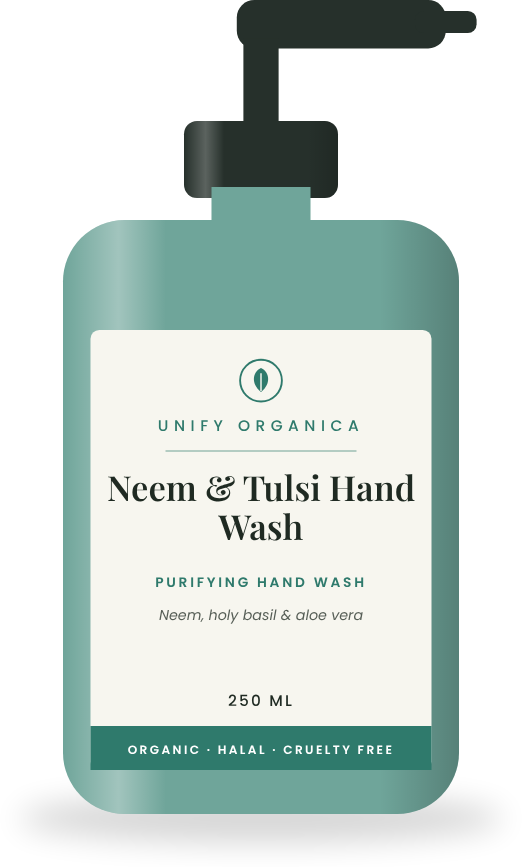 UNIFY ORGANICA
Neem & Tulsi Hand
Wash
PURIFYING HAND WASH
Neem, holy basil & aloe vera
250 ML
ORGANIC · HALAL · CRUELTY FREE